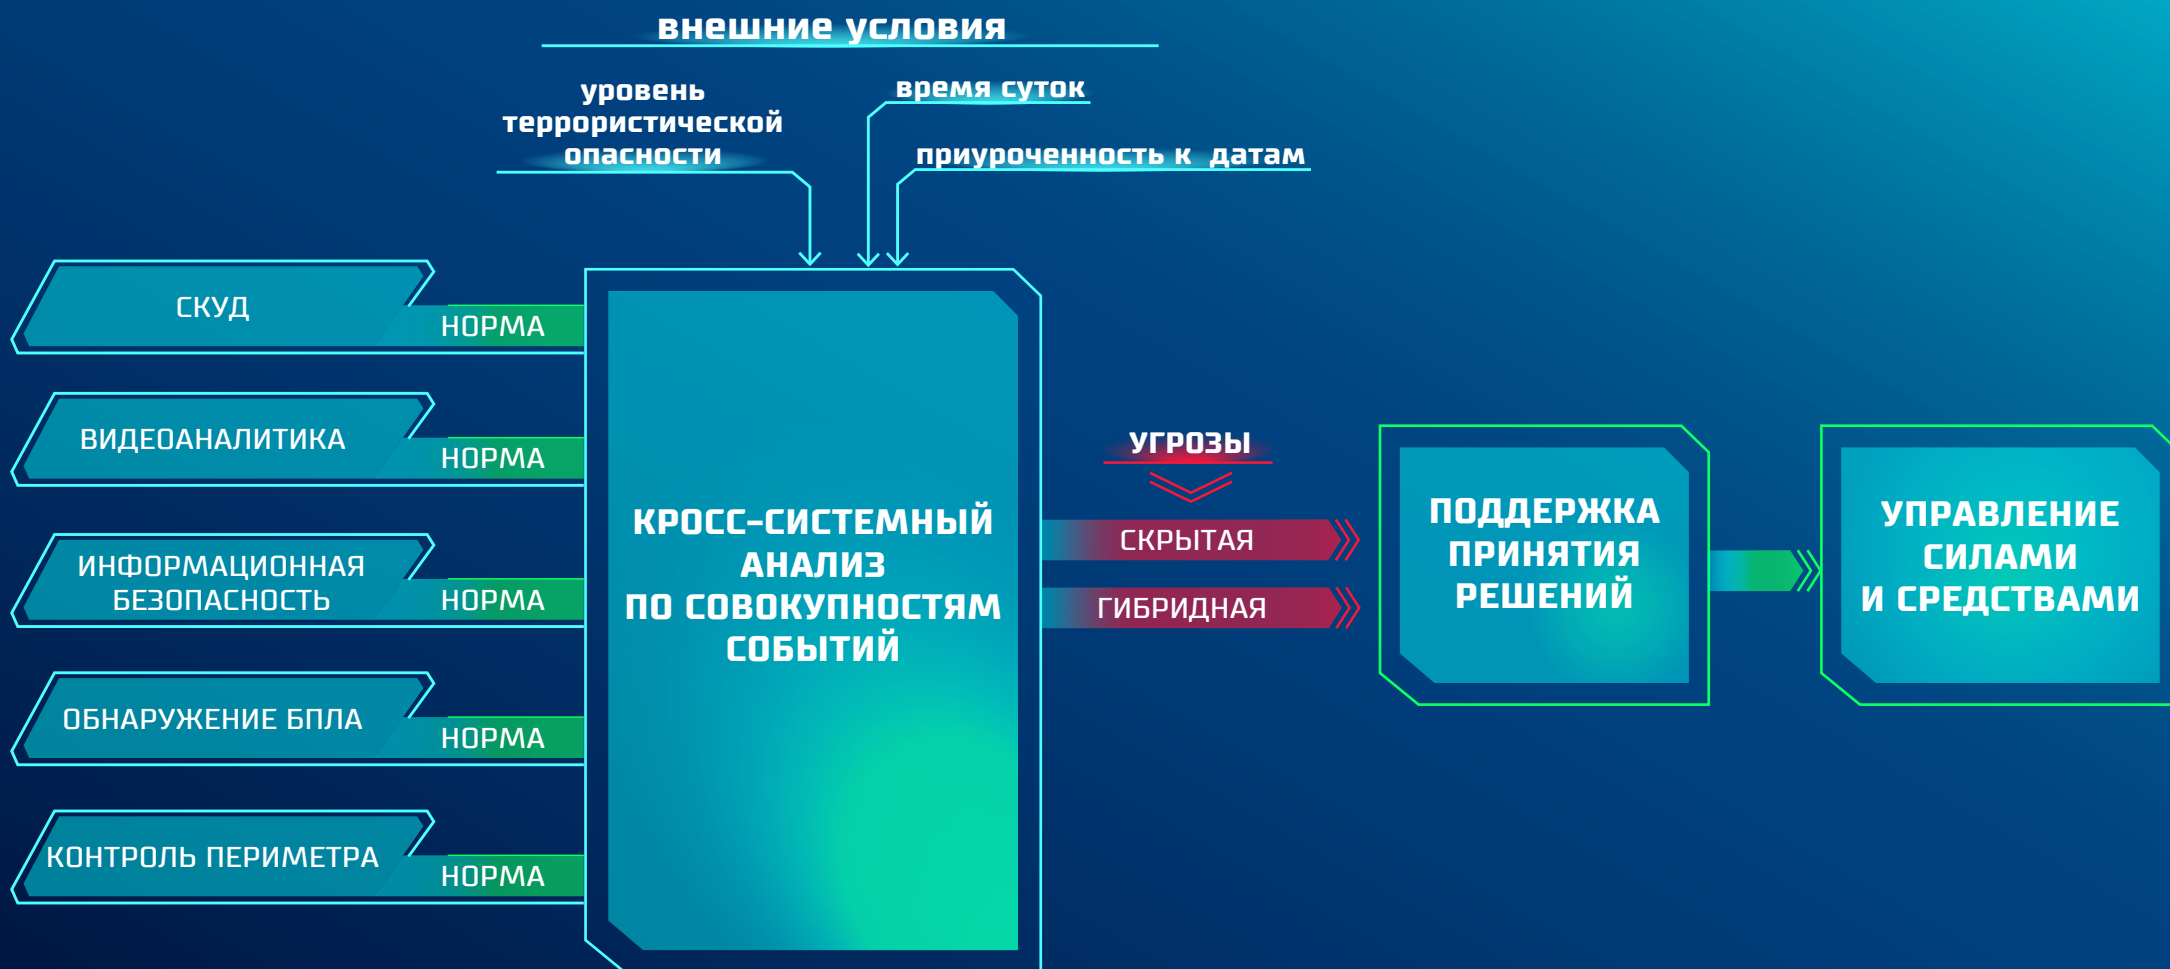 внешние условия
уровень
террористической
опасности
время суток
приуроченность к датам
СКУД
НОРМА
ВИДЕОАНАЛИТИКА
НОРМА
ИНФОРМАЦИОННАЯ
БЕЗОПАСНОСТЬ
НОРМА
ОБНАРУЖЕНИЕ БПЛА
НОРМА
КОНТРОЛЬ ПЕРИМЕТРА
НОРМА
КРОСС-СИСТЕМНЫЙ
АНАЛИЗ
ПО СОВОКУПНОСТЯМ
СОБЫТИЙ
УГРОЗЫ
СКРЫТАЯ
ГИБРИДНАЯ
ПОДДЕРЖКА
ПРИНЯТИЯ
РЕШЕНИЙ
УПРАВЛЕНИЕ
СИЛАМИ
И СРЕДСТВАМИ